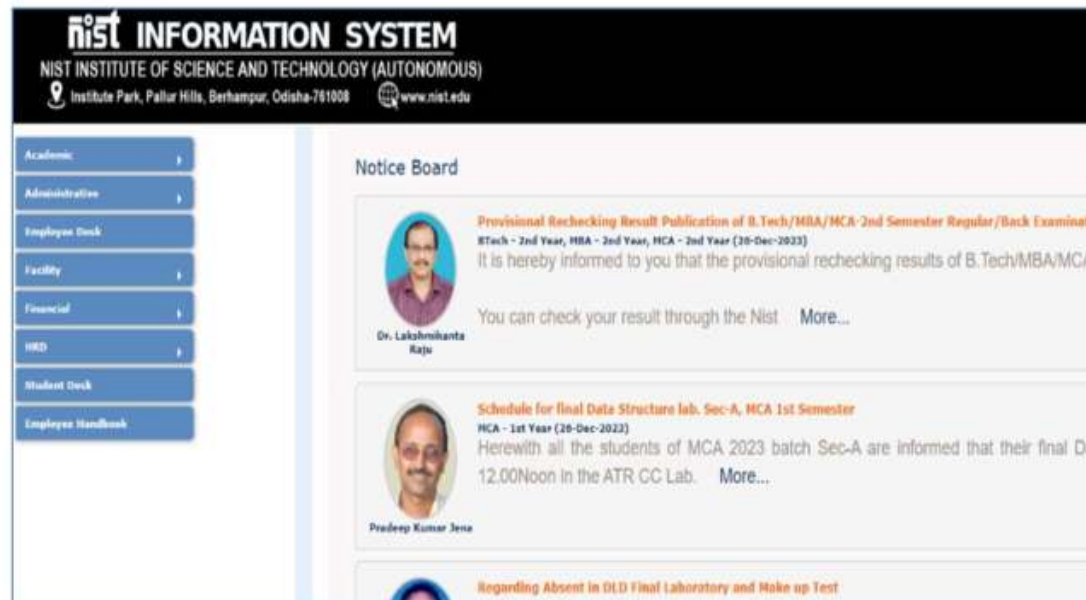 nist INFORMATION SYSTEM
NIST INSTITUTE OF SCIENCE AND TECHNOLOGY (AUTONOMOUS)
Institute Park, Pallur Hills, Berhampur, Odisha-761008 www.nist.edu
Academic
Administrative
Employee Desk
Facility
Financial
HRD
Student Desk
Employee Handbook
Notice Board
Provisional Rechecking Result Publication of B.Tech/MBA/MCA-2nd Semester Regular/Back Examinat
BTech - 2nd Year, MBA - 2nd Year, MCA - 2nd Year (26-Dec-2023)
It is hereby informed to you that the provisional rechecking results of B.Tech/MBA/MCA
You can check your result through the Nist More...
Dr. Lakshmikanta
Raju
Schedule for final Data Structure lab. Sec-A, MCA 1st Semester
MCA - 1st Year (26-Dec-2023)
Herewith all the students of MCA 2023 batch Sec-A are informed that their final D
12.00Noon in the ATR CC Lab. More...
Pradeep Kumar Jena
Regarding Absent in DLD Final Laboratory and Make up Test